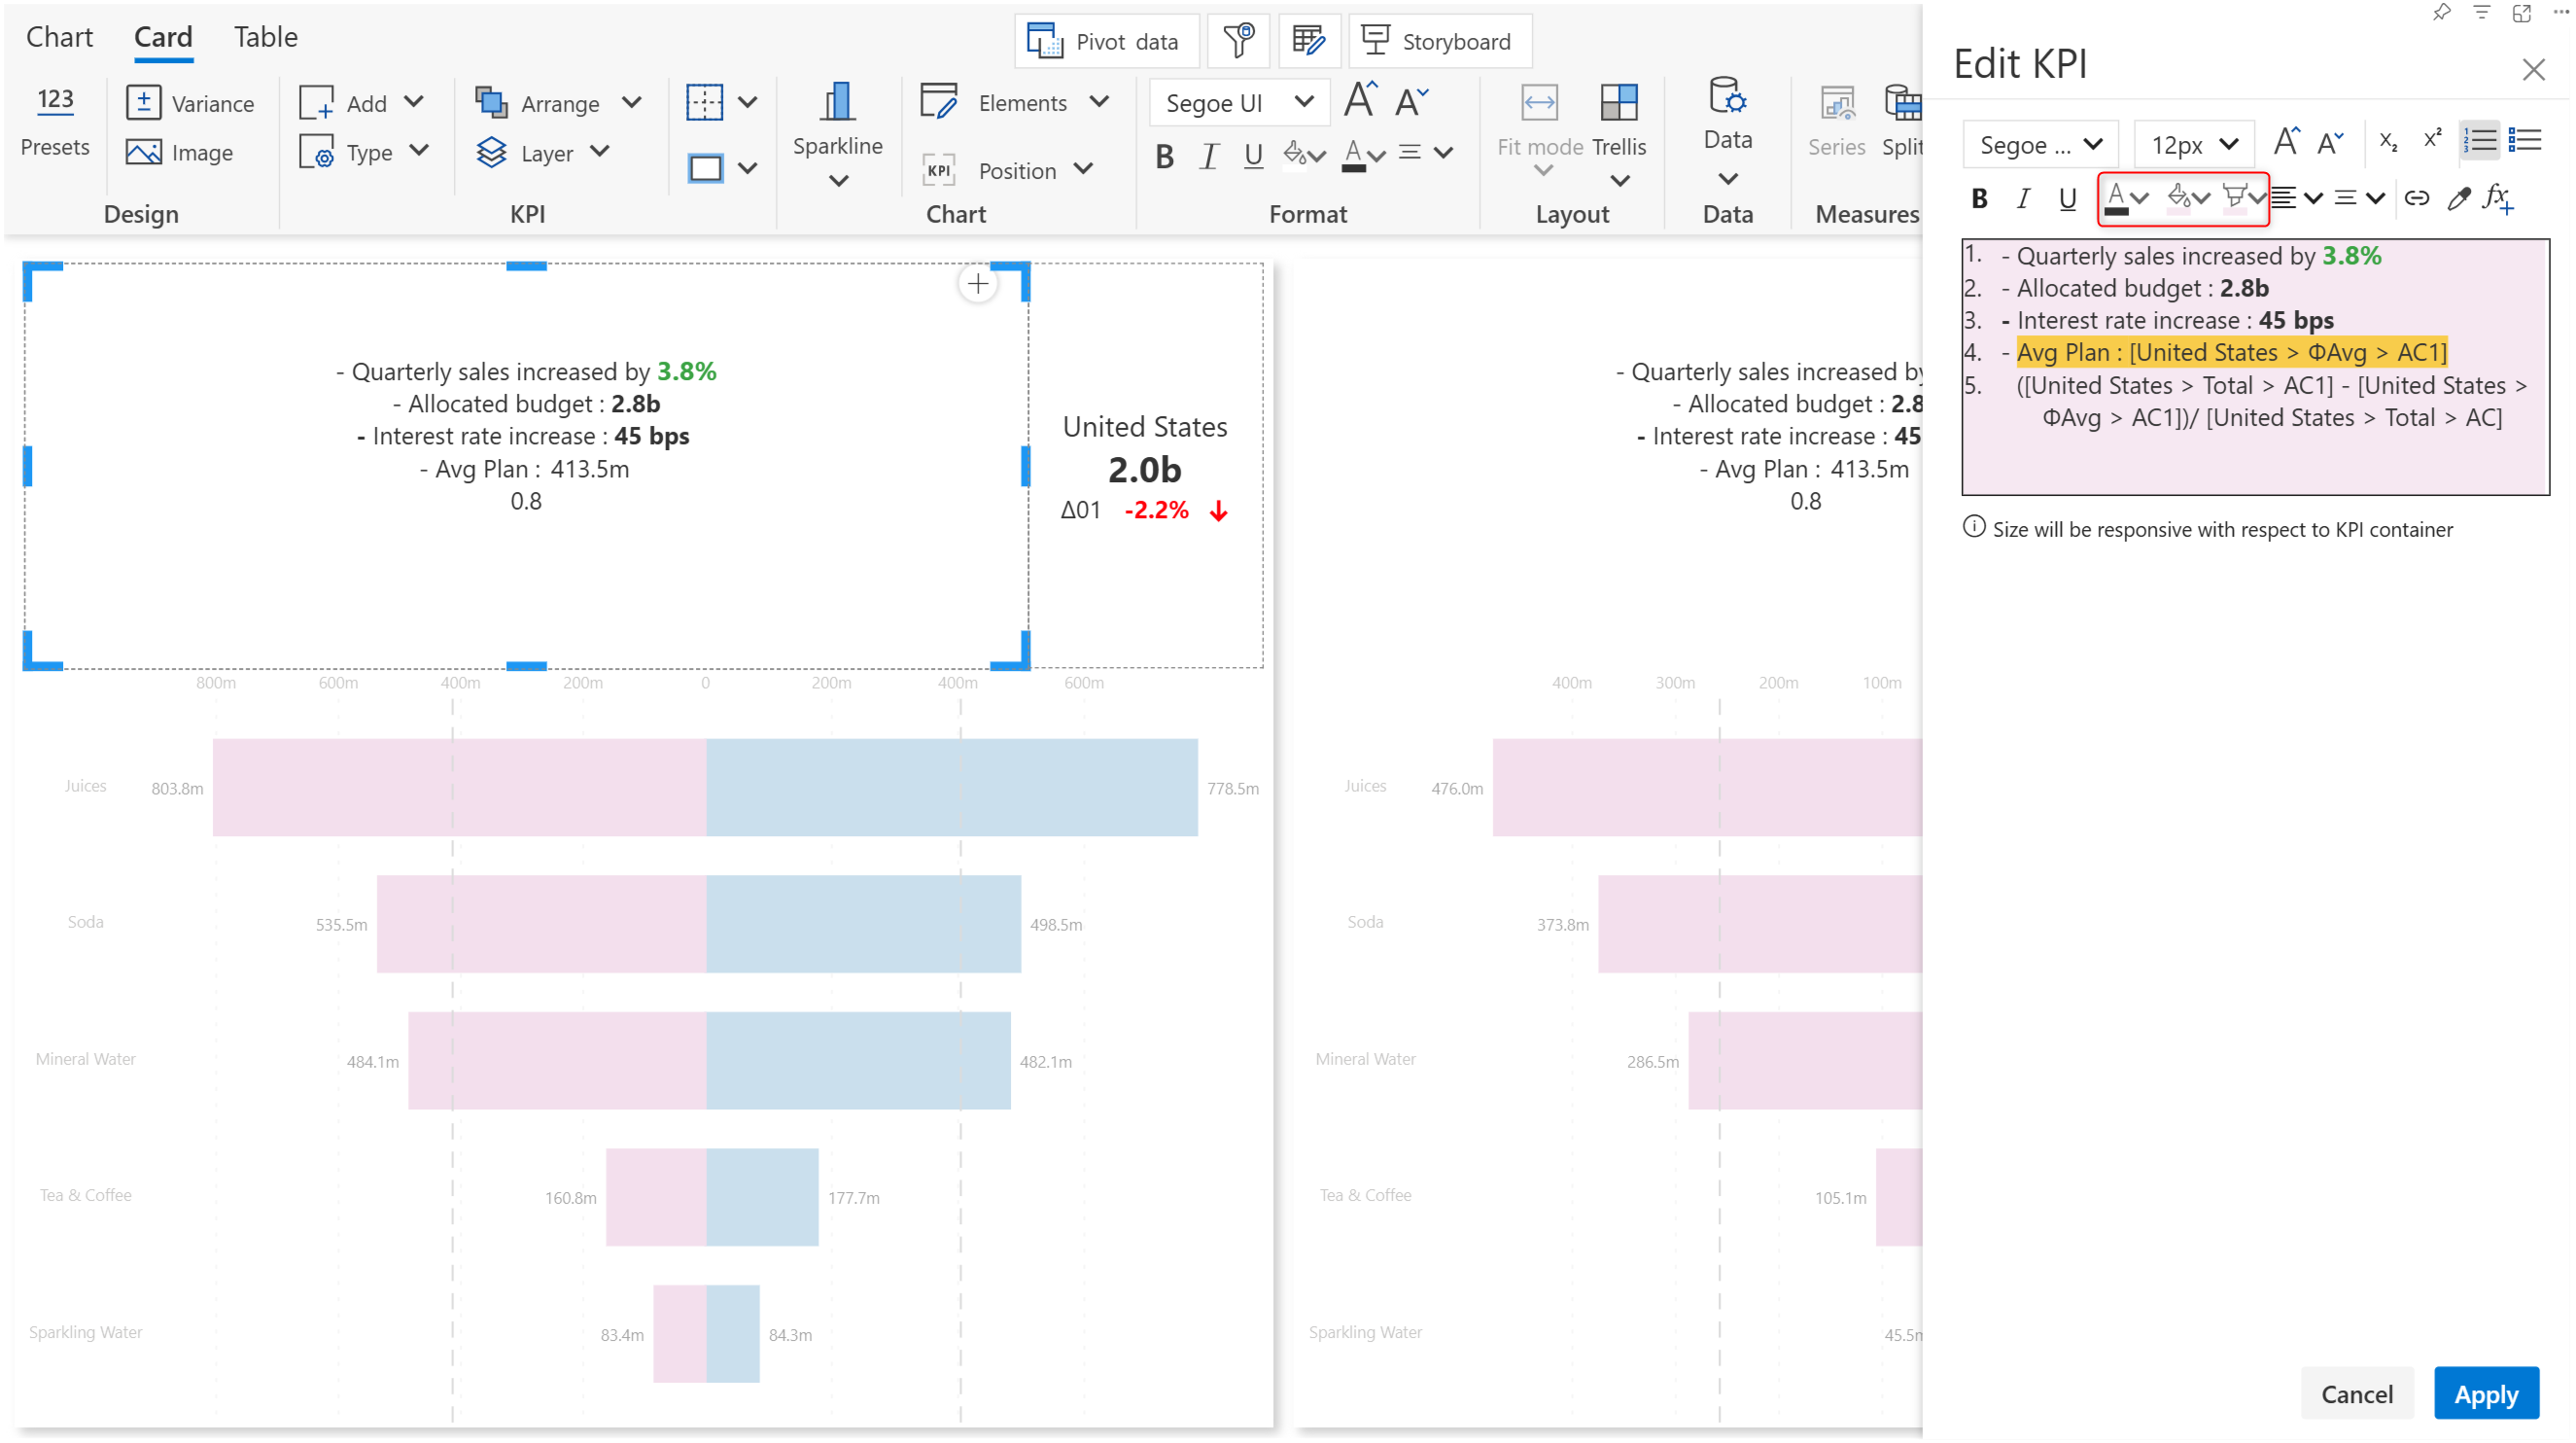 Chart Card Table
Pivot data
Storyboard
123
Presets
Variance
Image
Design
Add
Type
Arrange
Layer
KPI
Sparkline
Elements
KPI Position
Chart
Segoe UI
A A
B I U A
Format
Fit mode Trellis
Layout
Data
Data
Series Split
Measures
- Quarterly sales increased by 3.8%
- Allocated budget : 2.8b
- Interest rate increase : 45 bps
- Avg Plan : 413.5m
0.8
United States
2.0b
Δ01 -2.2%
800m 600m 400m 200m 0 200m 400m 600m
Juices 803.8m 778.5m
Soda 535.5m 498.5m
Mineral Water 484.1m 482.1m
Tea & Coffee 160.8m 177.7m
Sparkling Water 83.4m 84.3m
- Quarterly sales increased by
- Allocated budget : 2.8
- Interest rate increase : 45
- Avg Plan : 413.5m
0.8
400m 300m 200m 100m
Juices 476.0m
Soda 373.8m
Mineral Water 286.5m
Tea & Coffee 105.1m
Sparkling Water 45.5m
Edit KPI
Segoe ... 12px A A X₂ X²
B I U A fx
1. - Quarterly sales increased by 3.8%
2. - Allocated budget : 2.8b
3. - Interest rate increase : 45 bps
4. - Avg Plan : [United States > ΦAvg > AC1]
5. ([United States > Total > AC1] - [United States >
ΦAvg > AC1])/ [United States > Total > AC]
Size will be responsive with respect to KPI container
Cancel Apply